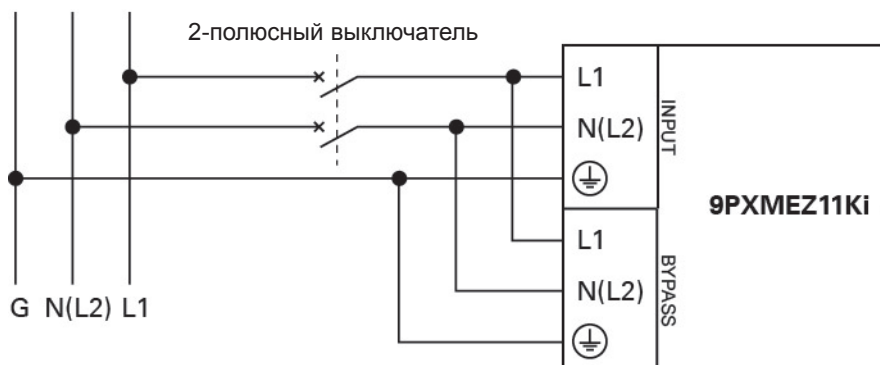 2-полюсный выключатель
L1
N(L2)
INPUT
9PXMEZ11Ki
L1
N(L2)
BYPASS
G N(L2) L1